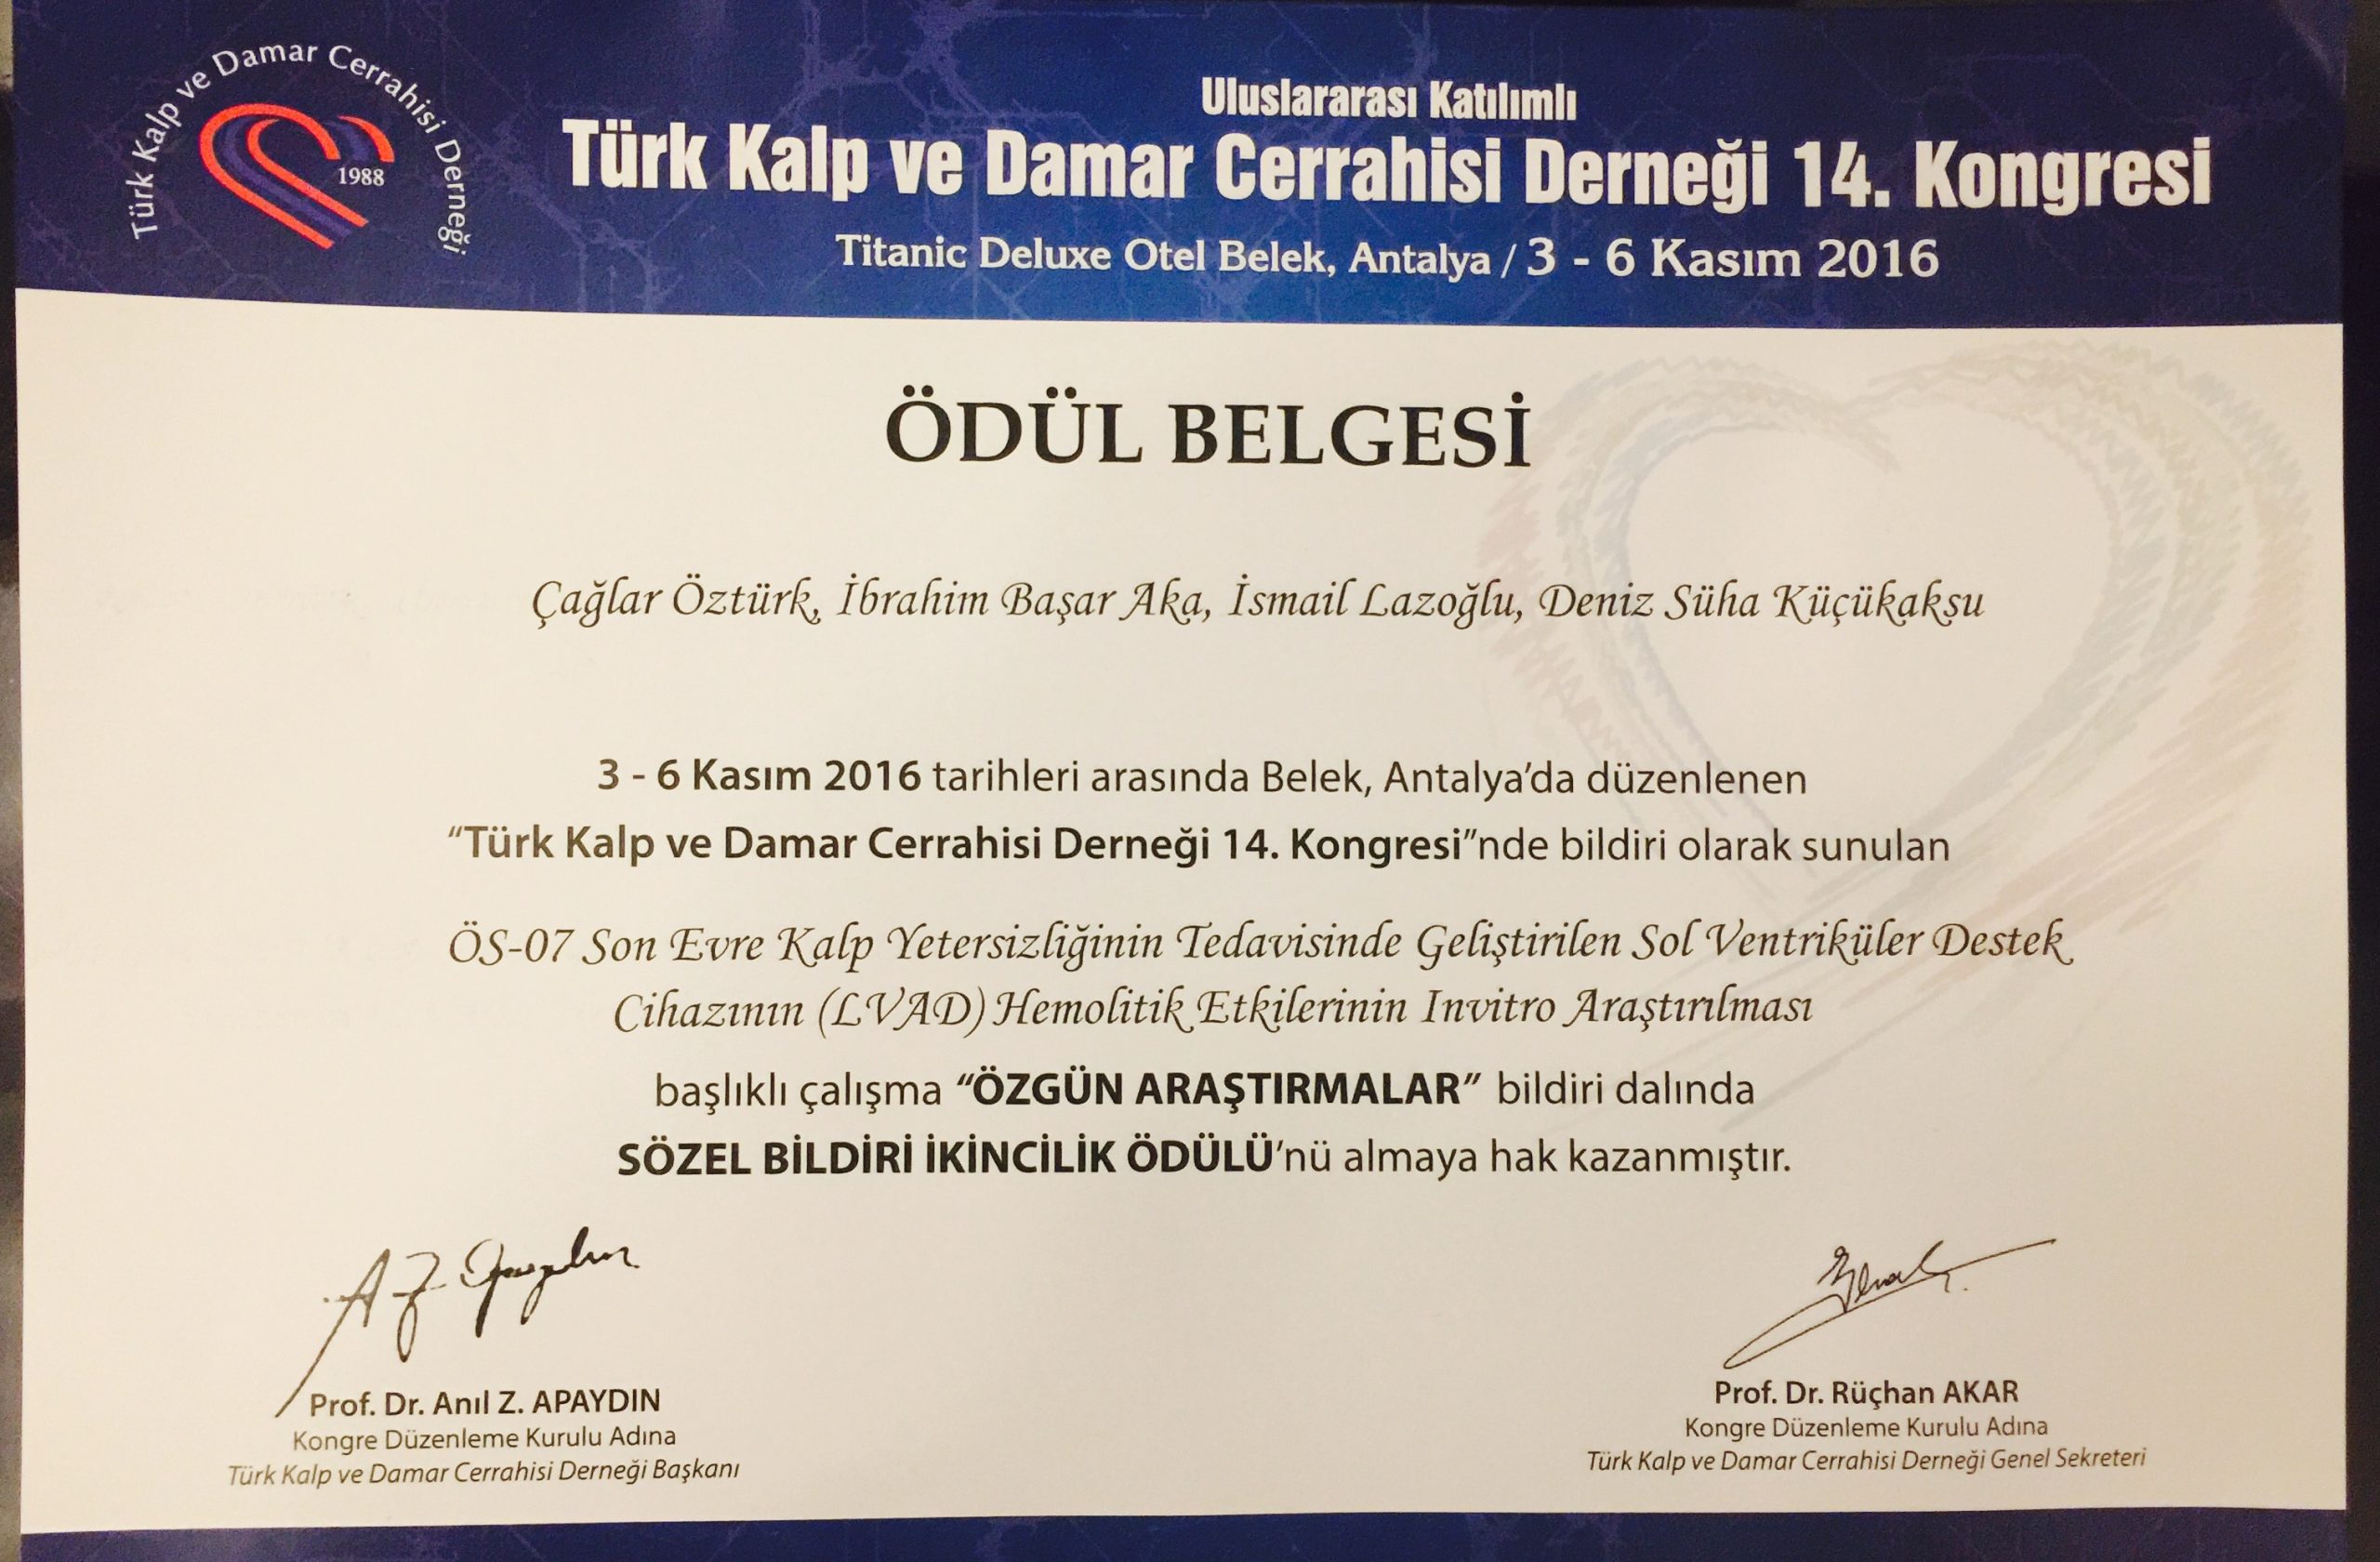 Türk Kalp ve Damar Cerrahisi Derneği
1988
Uluslararası Katılımlı
Türk Kalp ve Damar Cerrahisi Derneği 14. Kongresi
Titanic Deluxe Otel Belek, Antalya / 3 - 6 Kasım 2016
ÖDÜL BELGESİ
Çağlar Öztürk, İbrahim Başar Aka, İsmail Lazoğlu, Deniz Süha Küçükaksu
3 - 6 Kasım 2016 tarihleri arasında Belek, Antalya’da düzenlenen
“Türk Kalp ve Damar Cerrahisi Derneği 14. Kongresi”nde bildiri olarak sunulan
ÖS-07 Son Evre Kalp Yetersizliğinin Tedavisinde Geliştirilen Sol Ventriküler Destek
Cihazının (LVAD) Hemolitik Etkilerinin Invitro Araştırılması
başlıklı çalışma “ÖZGÜN ARAŞTIRMALAR” bildiri dalında
SÖZEL BİLDİRİ İKİNCİLİK ÖDÜLÜ’nü almaya hak kazanmıştır.
Prof. Dr. Anıl Z. APAYDIN
Kongre Düzenleme Kurulu Adına
Türk Kalp ve Damar Cerrahisi Derneği Başkanı
Prof. Dr. Rüçhan AKAR
Kongre Düzenleme Kurulu Adına
Türk Kalp ve Damar Cerrahisi Derneği Genel Sekreteri